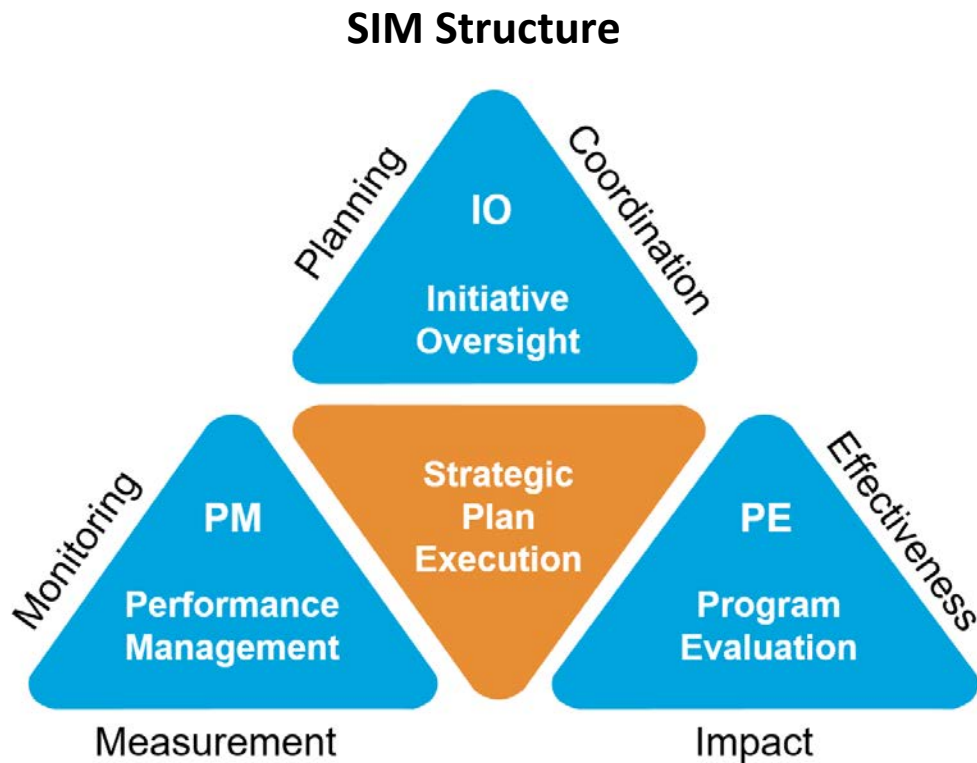 SIM Structure
Planning
Coordination
IO
Initiative
Oversight
Strategic
Plan
Execution
Monitoring
PM
Performance
Management
Measurement
Effectiveness
PE
Program
Evaluation
Impact